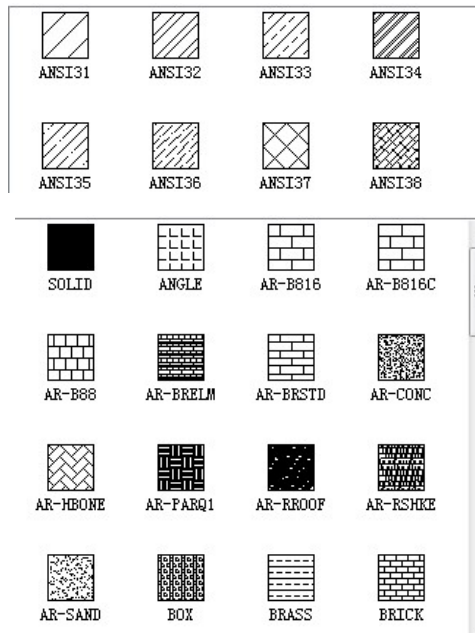 ANSI31 ANSI32 ANSI33 ANSI34
ANSI35 ANSI36 ANSI37 ANSI38
SOLID ANGLE AR-B816 AR-B816C
AR-B88 AR-BRELM AR-BRSTD AR-CONC
AR-HBONE AR-PARQ1 AR-RROOF AR-RSHKE
AR-SAND BOX BRASS BRICK